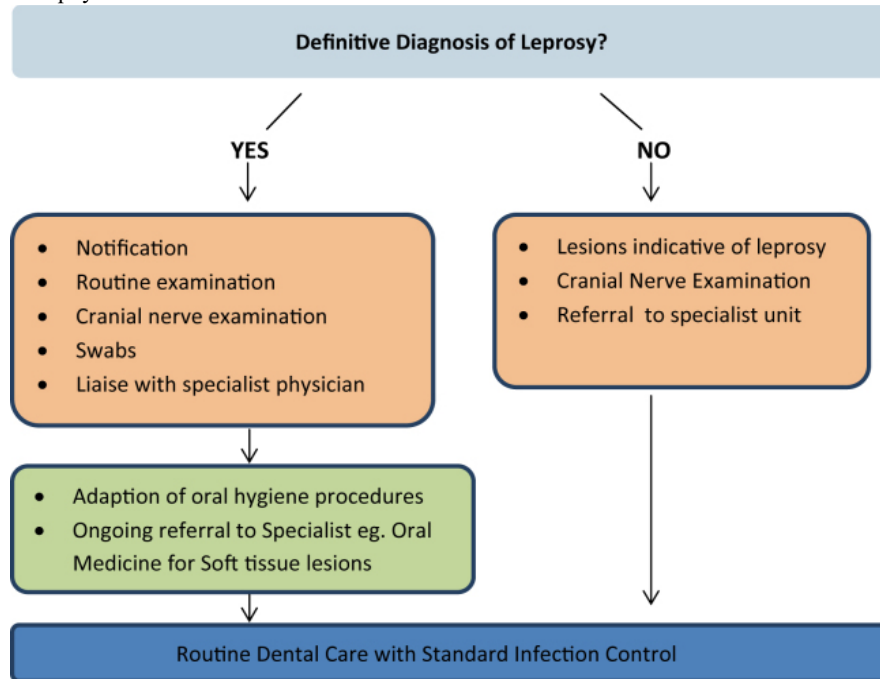 Definitive Diagnosis of Leprosy?
YES
NO
• Notification
• Routine examination
• Cranial nerve examination
• Swabs
• Liaise with specialist physician
• Lesions indicative of leprosy
• Cranial Nerve Examination
• Referral to specialist unit
• Adaption of oral hygiene procedures
• Ongoing referral to Specialist eg. Oral
Medicine for Soft tissue lesions
Routine Dental Care with Standard Infection Control